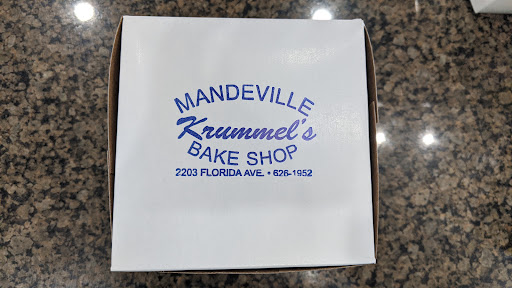 MANDEVILLE
Krummel's
BAKE SHOP
2203 FLORIDA AVE. • 626-1952